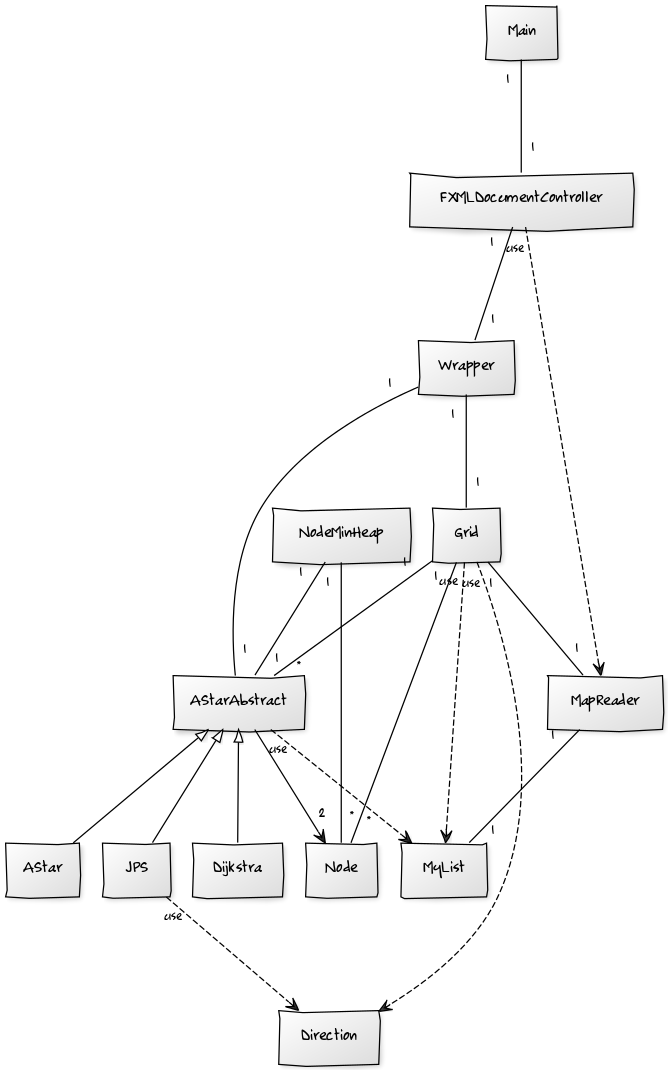 Main
1
1
FXMLDocumentController
1
use
1
Wrapper
1
1
1
NodeMinHeap
Grid
1
1
1
1
use
use
1
1
1
*
1
AStarAbstract
MapReader
use
1
2
*
*
1
AStar
JPS
Dijkstra
Node
MyList
use
Direction